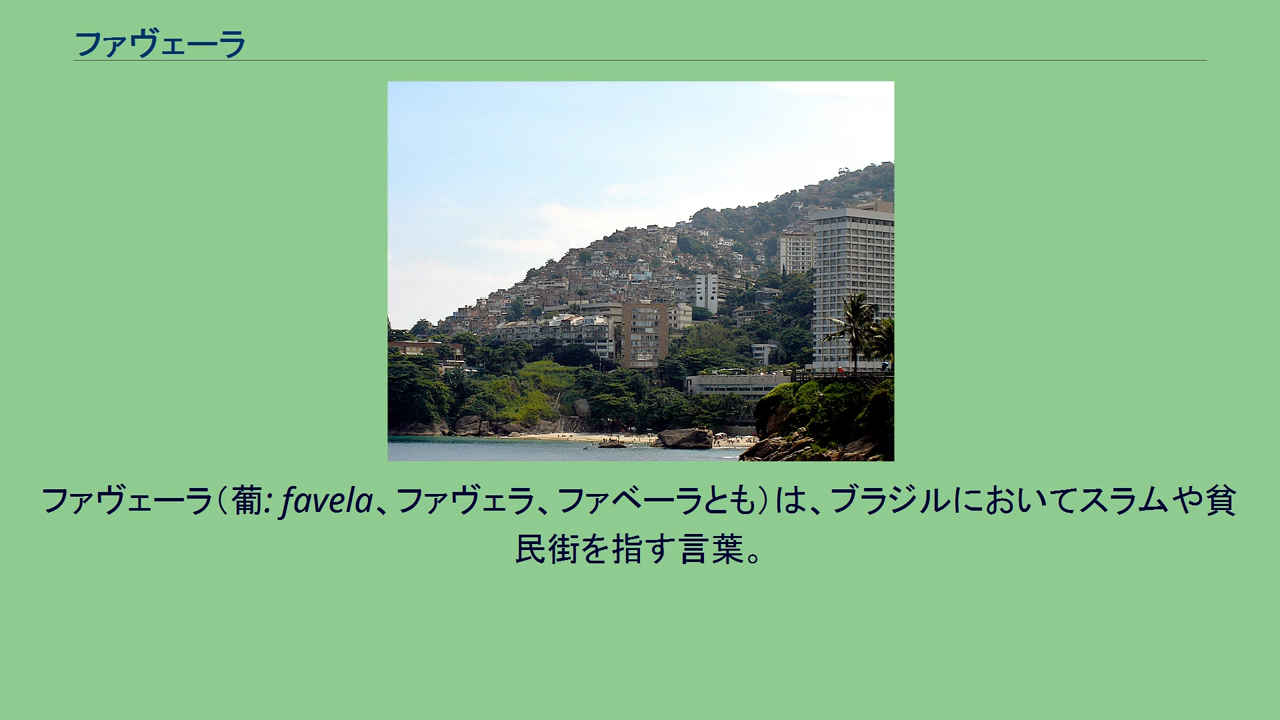 ファヴェーラ
ファヴェーラ（葡: favela、ファヴェラ、ファベーラとも）は、ブラジルにおいてスラムや貧
民街を指す言葉。